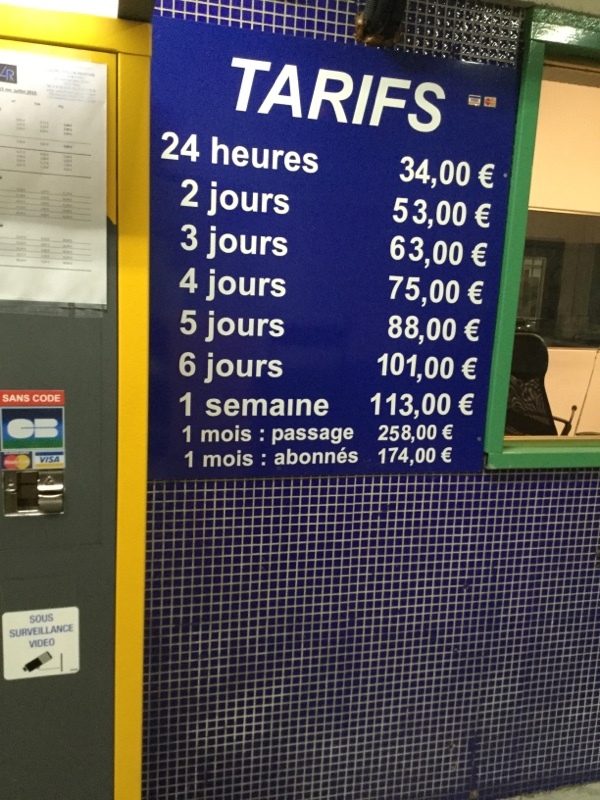 TARIFS
24 heures 34,00 €
2 jours 53,00 €
3 jours 63,00 €
4 jours 75,00 €
5 jours 88,00 €
6 jours 101,00 €
1 semaine 113,00 €
1 mois : passage 258,00 €
1 mois : abonnés 174,00 €
SANS CODE
CB
MasterCard VISA
SOUS
SURVEILLANCE
VIDEO